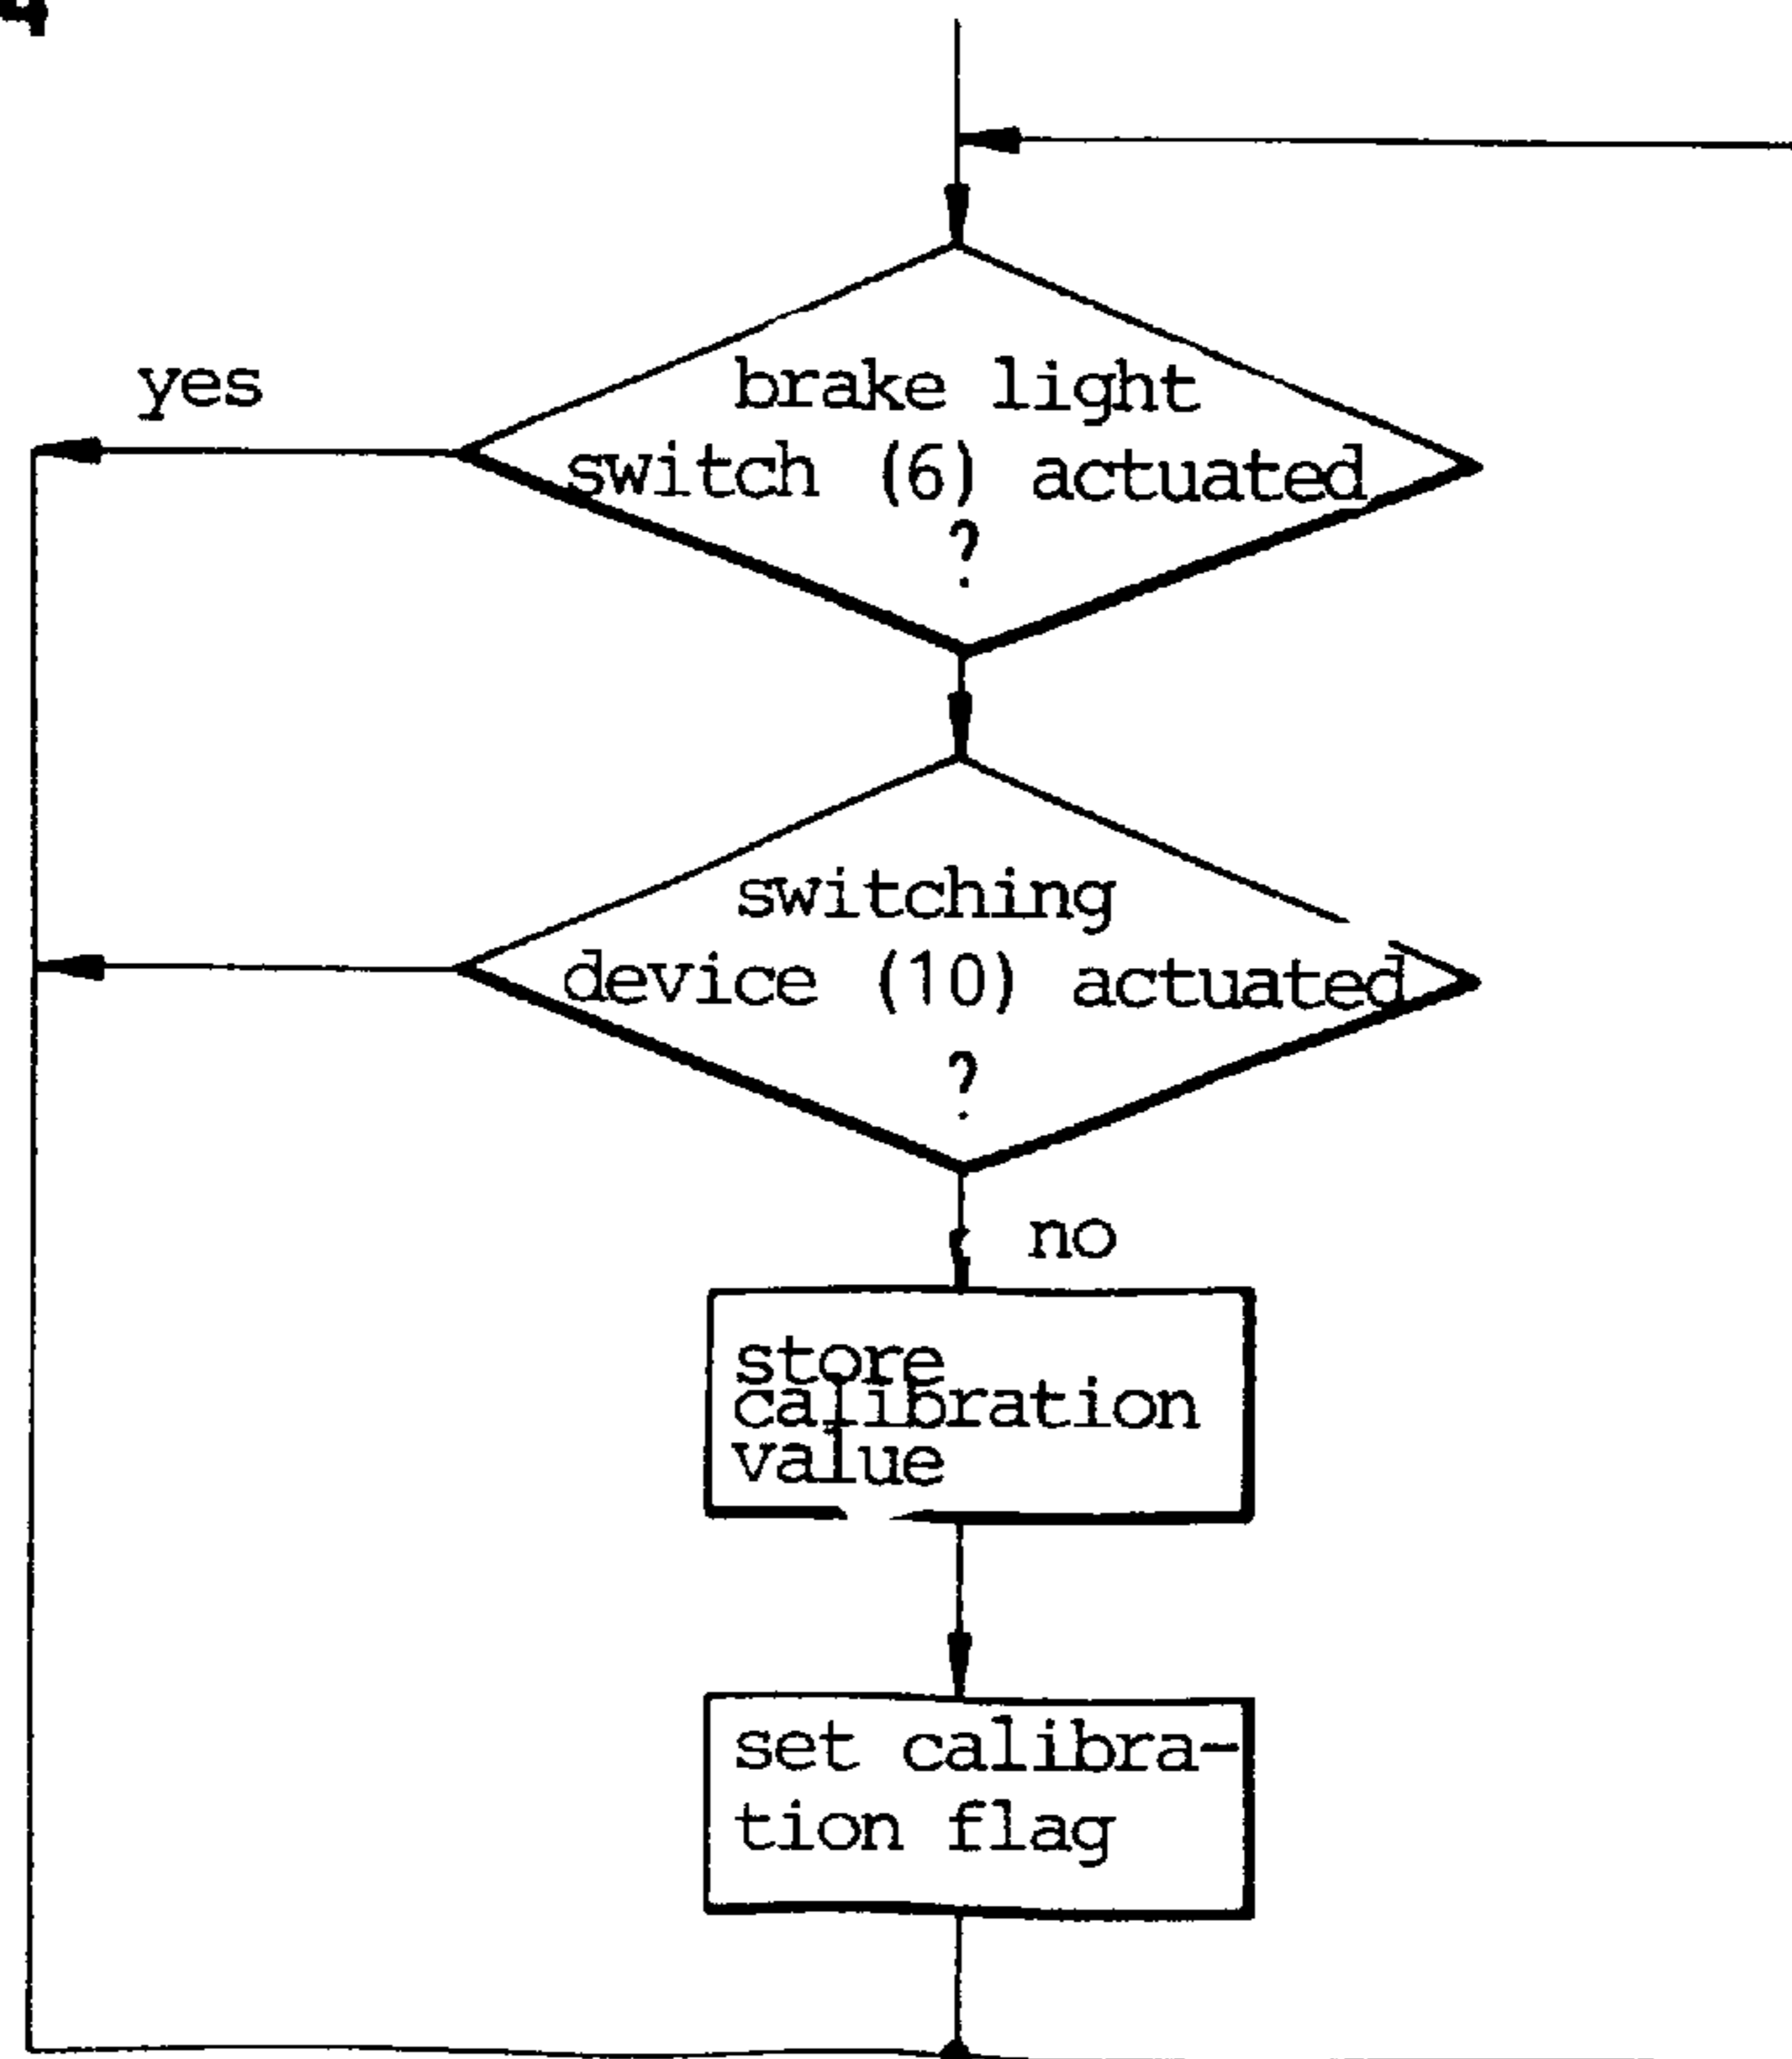 brake light
yes
switch (6) actuated
?
switching
device (10) actuated
?
no
store
calibration
value
set calibra-
tion flag